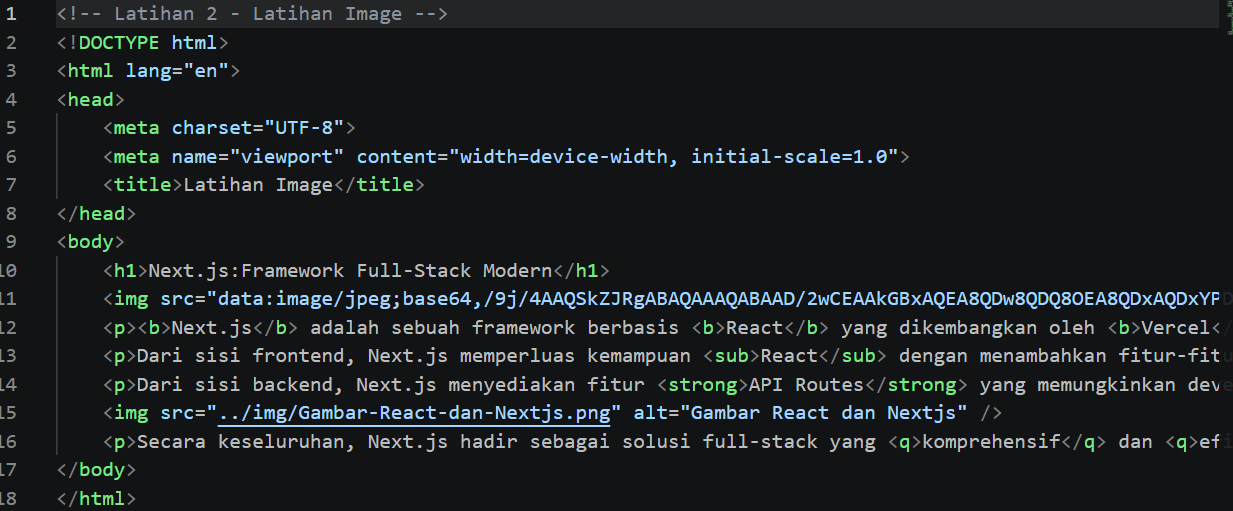 1 <!-- Latihan 2 - Latihan Image -->
2 <!DOCTYPE html>
3 <html lang="en">
4 <head>
5     <meta charset="UTF-8">
6     <meta name="viewport" content="width=device-width, initial-scale=1.0">
7     <title>Latihan Image</title>
8 </head>
9 <body>
10     <h1>Next.js:Framework Full-Stack Modern</h1>
11     <img src="data:image/jpeg;base64,/9j/4AAQSkZJRgABAQAAAQABAAD/2wCEAAkGBxAQEA8QDw8QDQ8OEA8QDxAQDxYPD
12     <p><b>Next.js</b> adalah sebuah framework berbasis <b>React</b> yang dikembangkan oleh <b>Vercel</
13     <p>Dari sisi frontend, Next.js memperluas kemampuan <sub>React</sub> dengan menambahkan fitur-fitu
14     <p>Dari sisi backend, Next.js menyediakan fitur <strong>API Routes</strong> yang memungkinkan deve
15     <img src="../img/Gambar-React-dan-Nextjs.png" alt="Gambar React dan Nextjs" />
16     <p>Secara keseluruhan, Next.js hadir sebagai solusi full-stack yang <q>komprehensif</q> dan <q>efi
17 </body>
18 </html>